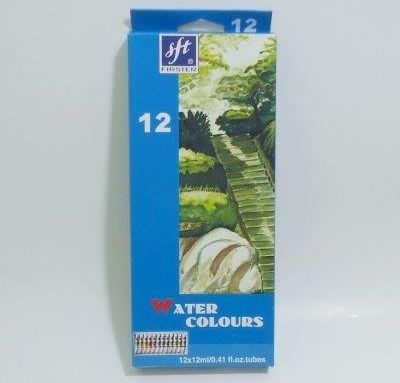 12
sft
FIRSTER
®
12
WATER
COLOURS
12x12ml/0.41 fl.oz.tubes